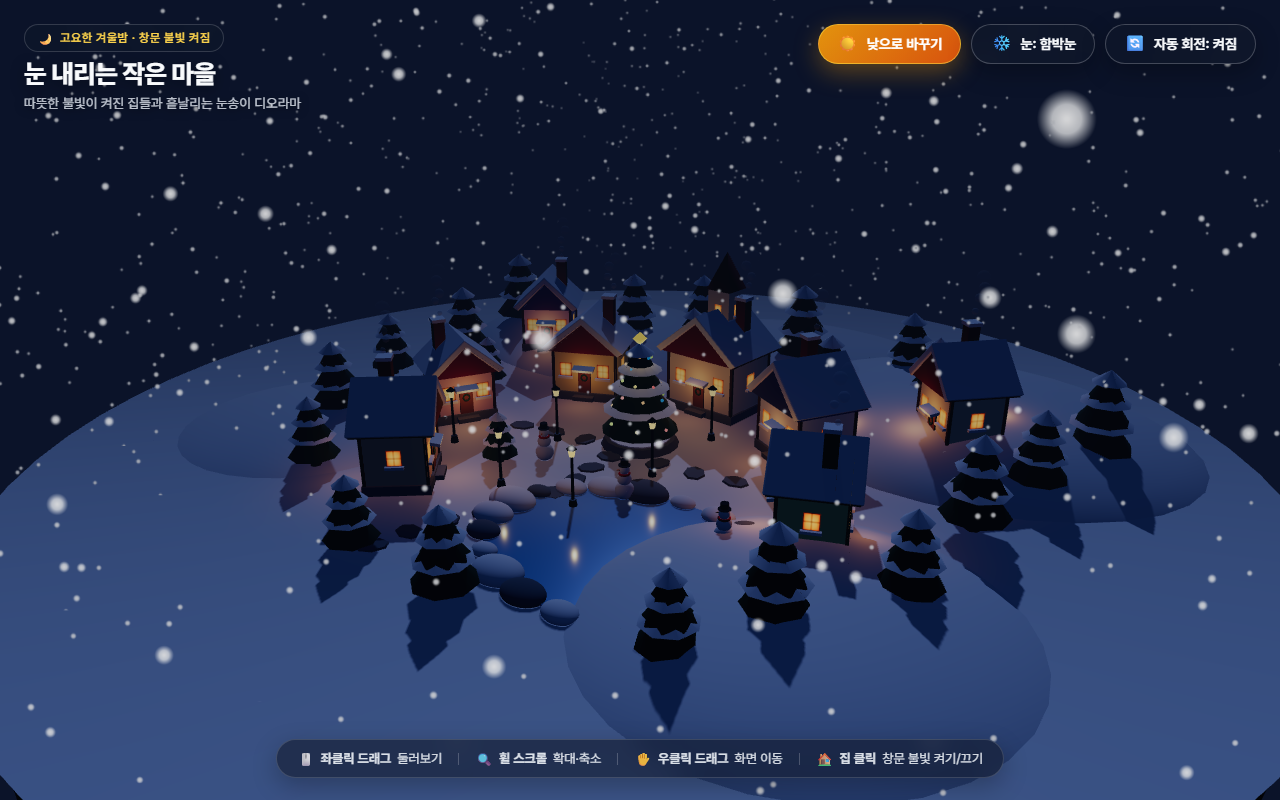 고요한 겨울밤 · 창문 불빛 켜짐
눈 내리는 작은 마을
따뜻한 불빛이 켜진 집들과 흩날리는 눈송이 디오라마
낮으로 바꾸기
눈: 함박눈
자동 회전: 켜짐
좌클릭 드래그 둘러보기
휠 스크롤 확대·축소
우클릭 드래그 화면 이동
집 클릭 창문 불빛 켜기/끄기